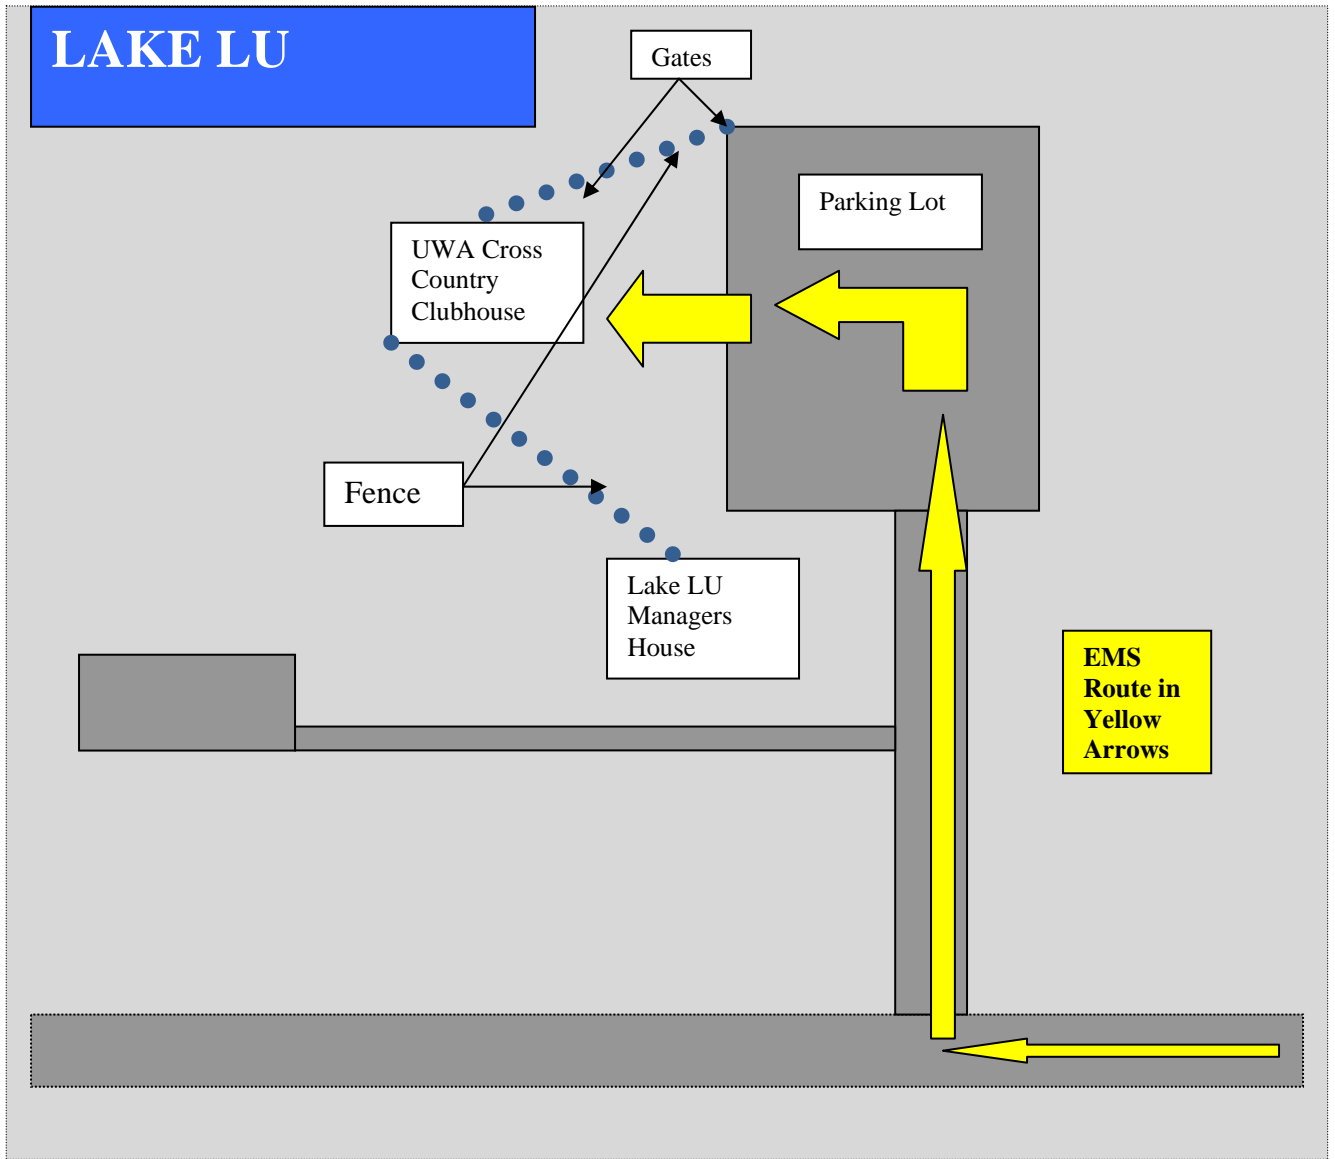 LAKE LU
Gates
Parking Lot
UWA Cross
Country
Clubhouse
Fence
Lake LU
Managers
House
EMS
Route in
Yellow
Arrows